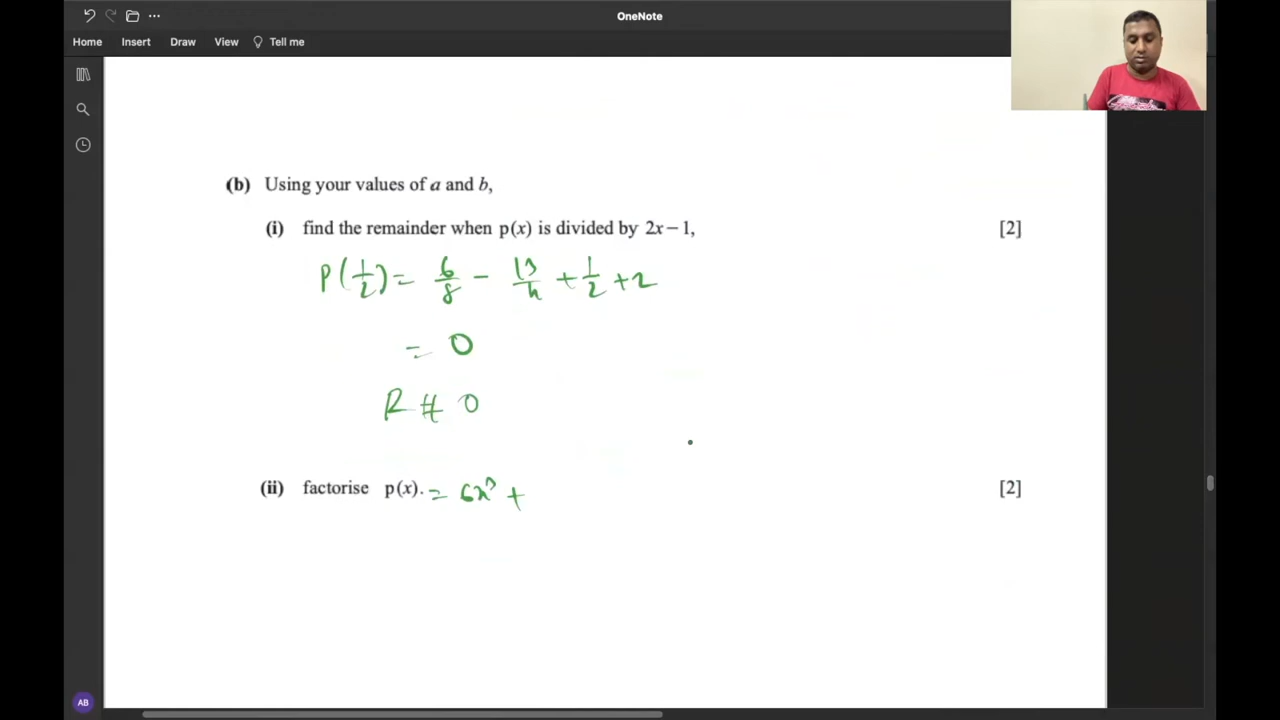 OneNote
Home Insert Draw View Tell me
(b) Using your values of a and b,
(i) find the remainder when p(x) is divided by 2x − 1, [2]
P(1/2) = 6/8 − 13/4 + 1/2 + 2
= 0
R # 0
(ii) factorise p(x). = 6x³ + [2]
AB